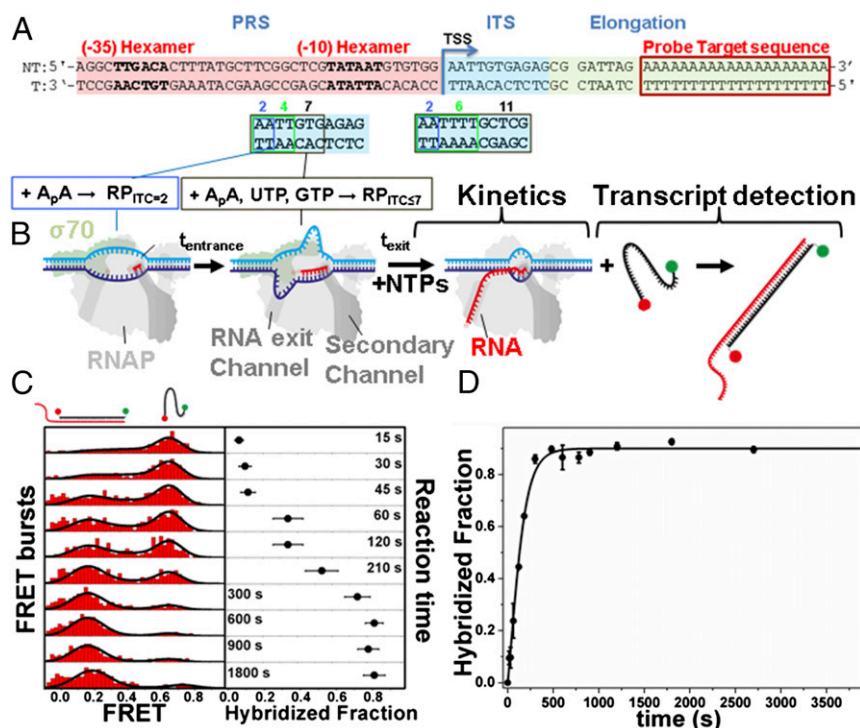 A
PRS
ITS
Elongation
TSS
(-35) Hexamer
(-10) Hexamer
Probe Target sequence
NT:5'-AGGCTTGACACTTTATGCTTCGGCTCGTATAATGTGTGG AATTGTGAGAG CGG ATTAG AAAAAAAAAAAAAAAAAAAA-3'
T:3'-TCCGAACTGTGAAATACGAAGCCGAGCATATTACACACC TTAACACTCTC GCC CTAATC TTTTTTTTTTTTTTTTTTTT-5'
2 4 7
2 6 11
AATTGTGAGAG
AATTTTGCTCG
TTAACACTCTC
TTAAAACGAGC
+ ApA → RPITC=2
+ ApA, UTP, GTP → RPITC≤7
Kinetics
Transcript detection
B
σ70
tentrance
texit
+NTPs
+
RNAP
RNA exit
Channel
Secondary
Channel
RNA
C
D
FRET bursts
15 s
30 s
45 s
60 s
120 s
210 s
300 s
600 s
900 s
1800 s
Reaction time
0.0 0.2 0.4 0.6 0.8
0.0 0.2 0.4 0.6 0.8
FRET
Hybridized Fraction
Hybridized Fraction
0.8
0.6
0.4
0.2
0.0
0 500 1000 1500 2000 2500 3000 3500
time (s)